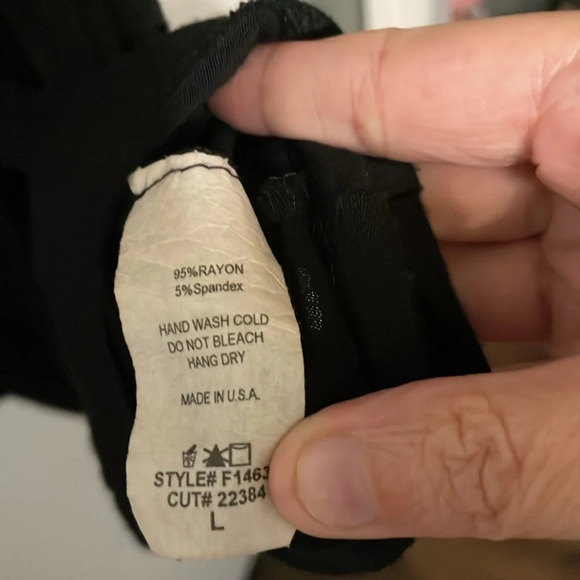 95%RAYON
5%Spandex
HAND WASH COLD
DO NOT BLEACH
HANG DRY
MADE IN U.S.A.
STYLE# F1463
CUT# 22384
L